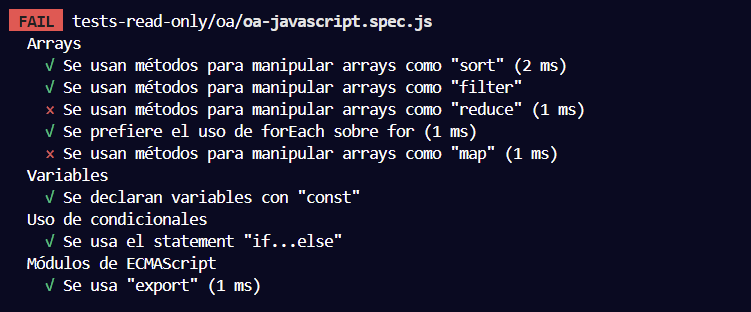 FAIL tests-read-only/oa/oa-javascript.spec.js
Arrays
√ Se usan métodos para manipular arrays como "sort" (2 ms)
√ Se usan métodos para manipular arrays como "filter"
× Se usan métodos para manipular arrays como "reduce" (1 ms)
√ Se prefiere el uso de forEach sobre for (1 ms)
× Se usan métodos para manipular arrays como "map" (1 ms)
Variables
√ Se declaran variables con "const"
Uso de condicionales
√ Se usa el statement "if...else"
Módulos de ECMAScript
√ Se usa "export" (1 ms)